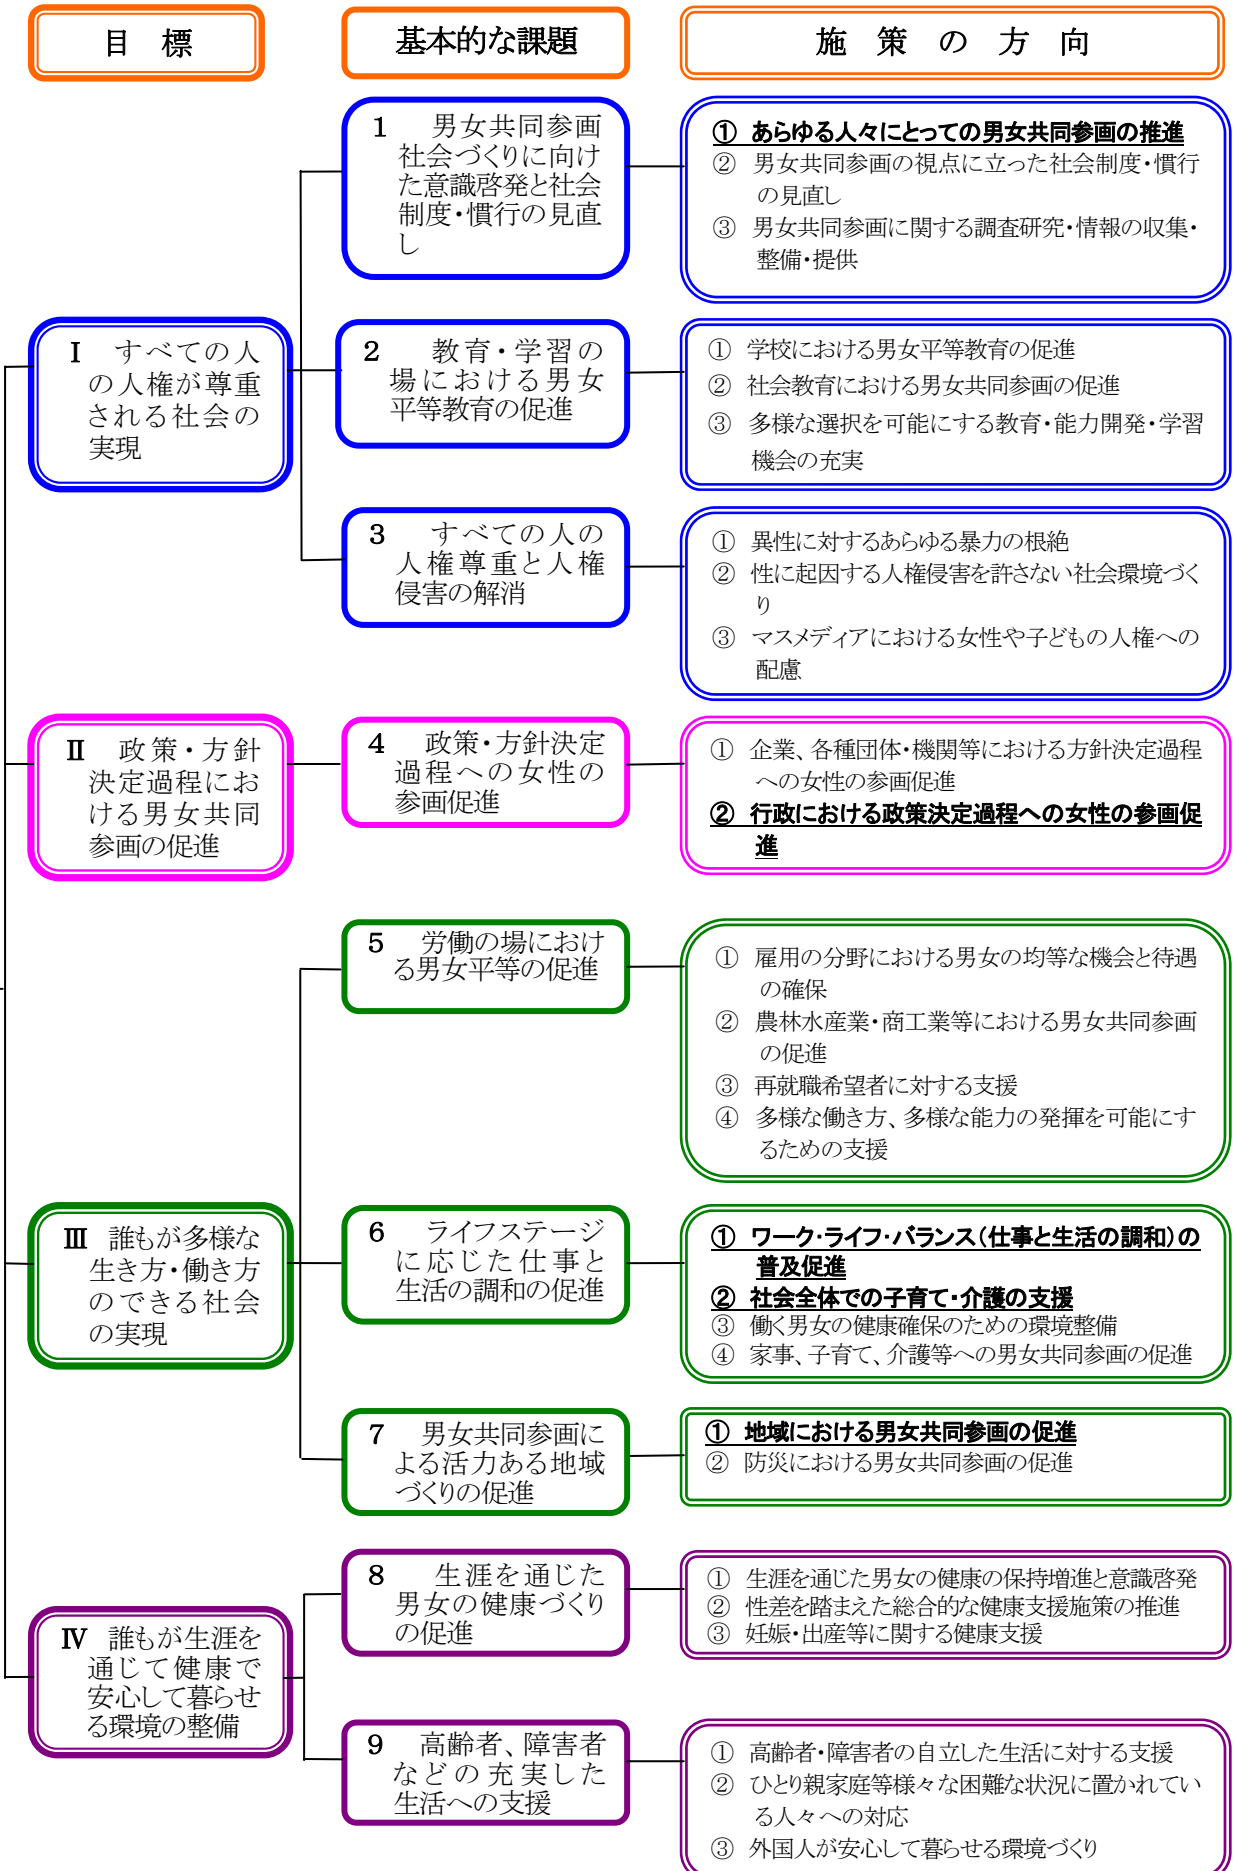 目　標
基本的な課題
施　策　の　方　向
1　男女共同参画
社会づくりに向け
た意識啓発と社会
制度・慣行の見直
し
① あらゆる人々にとっての男女共同参画の推進
② 男女共同参画の視点に立った社会制度・慣行
の見直し
③ 男女共同参画に関する調査研究・情報の収集・
整備・提供
Ⅰ　すべての人
の人権が尊重
される社会の
実現
2　教育・学習の
場における男女
平等教育の促進
① 学校における男女平等教育の促進
② 社会教育における男女共同参画の促進
③ 多様な選択を可能にする教育・能力開発・学習
機会の充実
3　すべての人の
人権尊重と人権
侵害の解消
① 異性に対するあらゆる暴力の根絶
② 性に起因する人権侵害を許さない社会環境づく
り
③ マスメディアにおける女性や子どもの人権への
配慮
Ⅱ　政策・方針
決定過程にお
ける男女共同
参画の促進
4　政策・方針決定
過程への女性の
参画促進
① 企業、各種団体・機関等における方針決定過程
への女性の参画促進
② 行政における政策決定過程への女性の参画促
進
5　労働の場におけ
る男女平等の促進
① 雇用の分野における男女の均等な機会と待遇
の確保
② 農林水産業・商工業等における男女共同参画
の促進
③ 再就職希望者に対する支援
④ 多様な働き方、多様な能力の発揮を可能にす
るための支援
Ⅲ　誰もが多様な
生き方・働き方
のできる社会
の実現
6　ライフステージ
に応じた仕事と
生活の調和の促進
① ワーク・ライフ・バランス（仕事と生活の調和）の
普及促進
② 社会全体での子育て・介護の支援
③ 働く男女の健康確保のための環境整備
④ 家事、子育て、介護等への男女共同参画の促進
7　男女共同参画に
よる活力ある地域
づくりの促進
① 地域における男女共同参画の促進
② 防災における男女共同参画の促進
Ⅳ　誰もが生涯を
通じて健康で
安心して暮らせ
る環境の整備
8　生涯を通じた
男女の健康づくり
の促進
① 生涯を通じた男女の健康の保持増進と意識啓発
② 性差を踏まえた総合的な健康支援施策の推進
③ 妊娠・出産等に関する健康支援
9　高齢者、障害者
などの充実した
生活への支援
① 高齢者・障害者の自立した生活に対する支援
② ひとり親家庭等様々な困難な状況に置かれてい
る人々への対応
③ 外国人が安心して暮らせる環境づくり